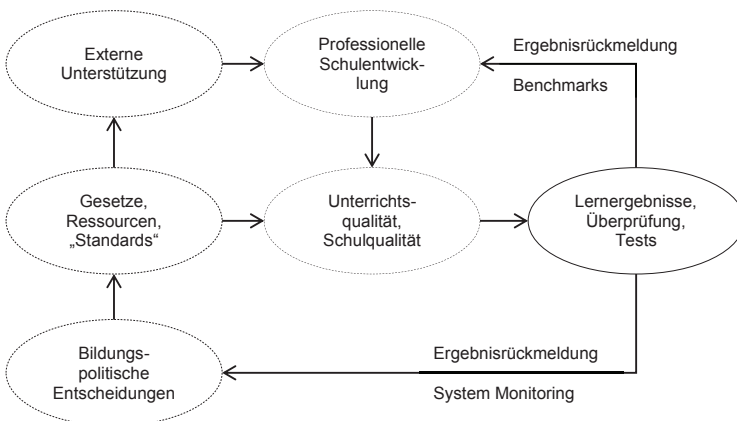 Externe
Unterstützung
Professionelle
Schulentwick-
lung
Ergebnisrückmeldung
Benchmarks
Gesetze,
Ressourcen,
„Standards“
Unterrichts-
qualität,
Schulqualität
Lernergebnisse,
Überprüfung,
Tests
Bildungs-
politische
Entscheidungen
Ergebnisrückmeldung
System Monitoring